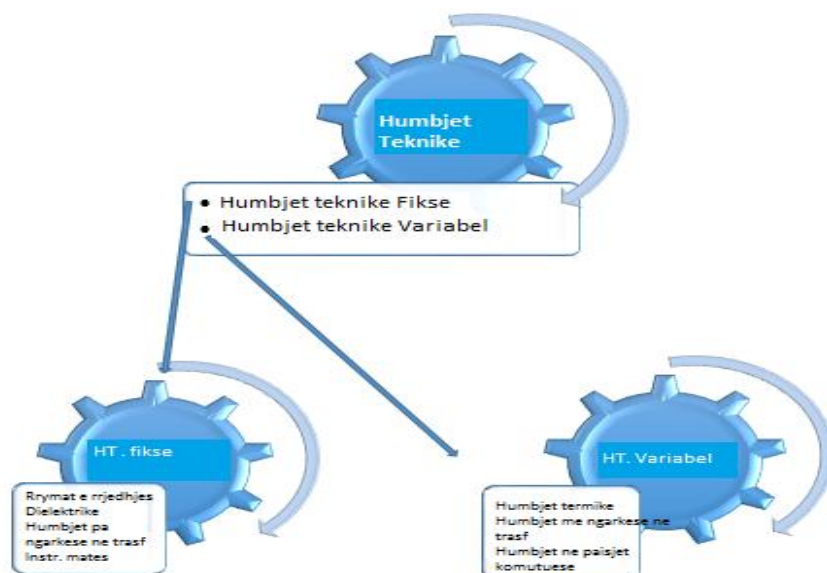 Humbjet
Teknike
• Humbjet teknike Fikse
• Humbjet teknike Variabel
HT . fikse
Rrymat e rrjedhjes
Dielektrike
Humbjet pa
ngarkese ne trasf
Instr. mates
HT. Variabel
Humbjet termike
Humbjet me ngarkese ne
trasf
Humbjet ne paisjet
komutuese